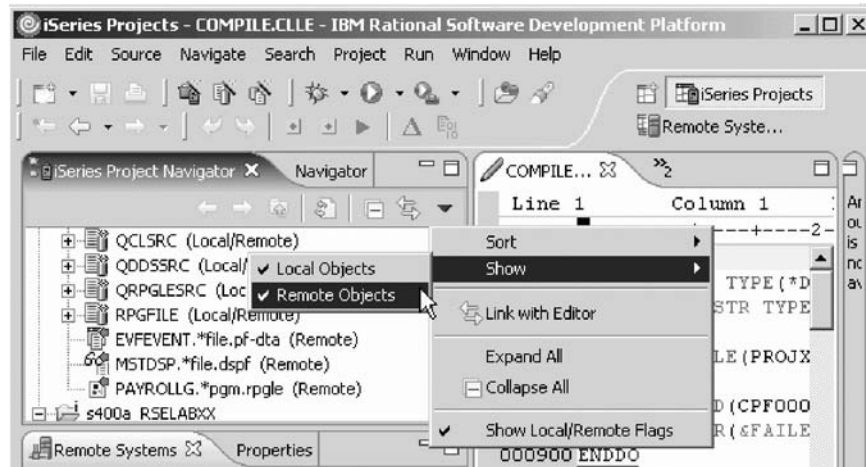 iSeries Projects - COMPILE.CLLE - IBM Rational Software Development Platform
File Edit Source Navigate Search Project Run Window Help
iSeries Projects
Remote Syste...
iSeries Project Navigator
Navigator
COMPILE...
2
Line 1 Column 1
QCLSRC (Local/Remote)
QDDSSRC (Local/
QRPGLESRC (Loc
RPGFILE (Local/Remote)
EVFEVENT.*file.pf-dta (Remote)
MSTDSP.*file.dspf (Remote)
PAYROLLG.*pgm.rpgle (Remote)
s400a RSELABXX
Local Objects
Remote Objects
Sort
Show
Link with Editor
Expand All
Collapse All
Show Local/Remote Flags
----+----2-
TYPE(*D
STR TYPE
LE(PROJX
D(CPF000
R(&FAILE
000900 ENDDO
Remote Systems
Properties